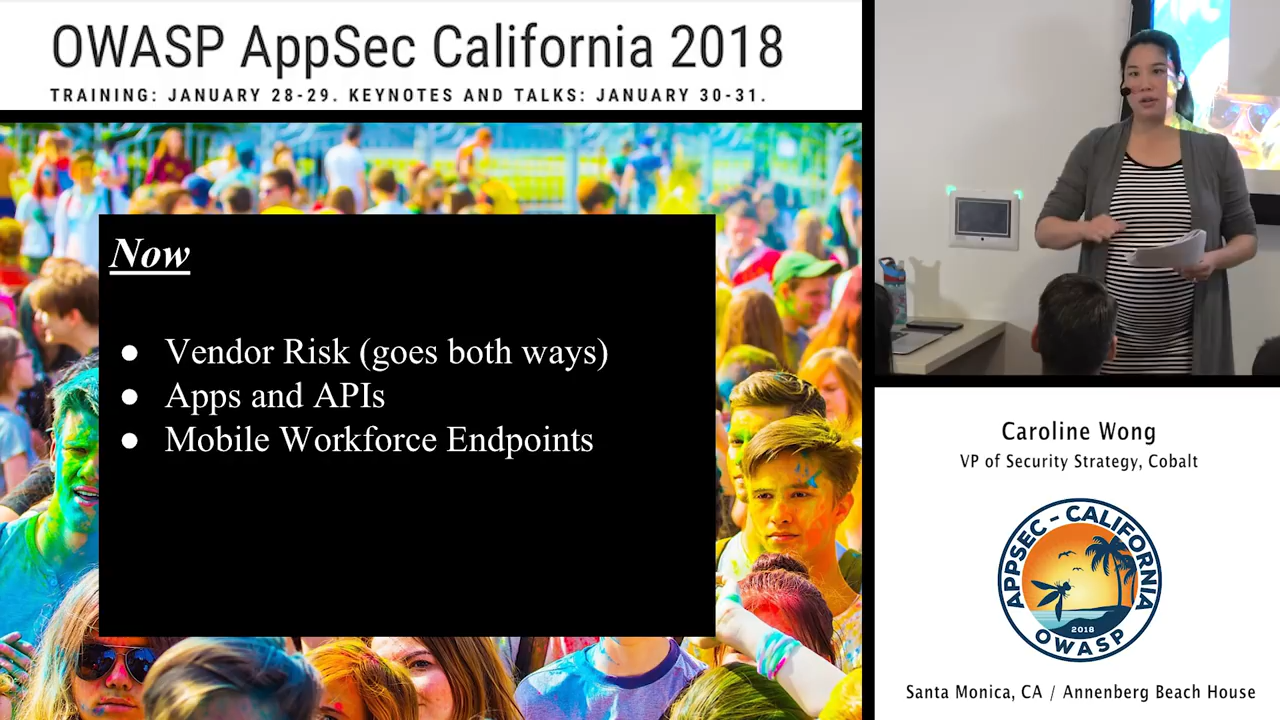 OWASP AppSec California 2018
TRAINING: JANUARY 28-29. KEYNOTES AND TALKS: JANUARY 30-31.
Now
● Vendor Risk (goes both ways)
● Apps and APIs
● Mobile Workforce Endpoints
Caroline Wong
VP of Security Strategy, Cobalt
APPSEC - CALIFORNIA
2018
OWASP
Santa Monica, CA / Annenberg Beach House